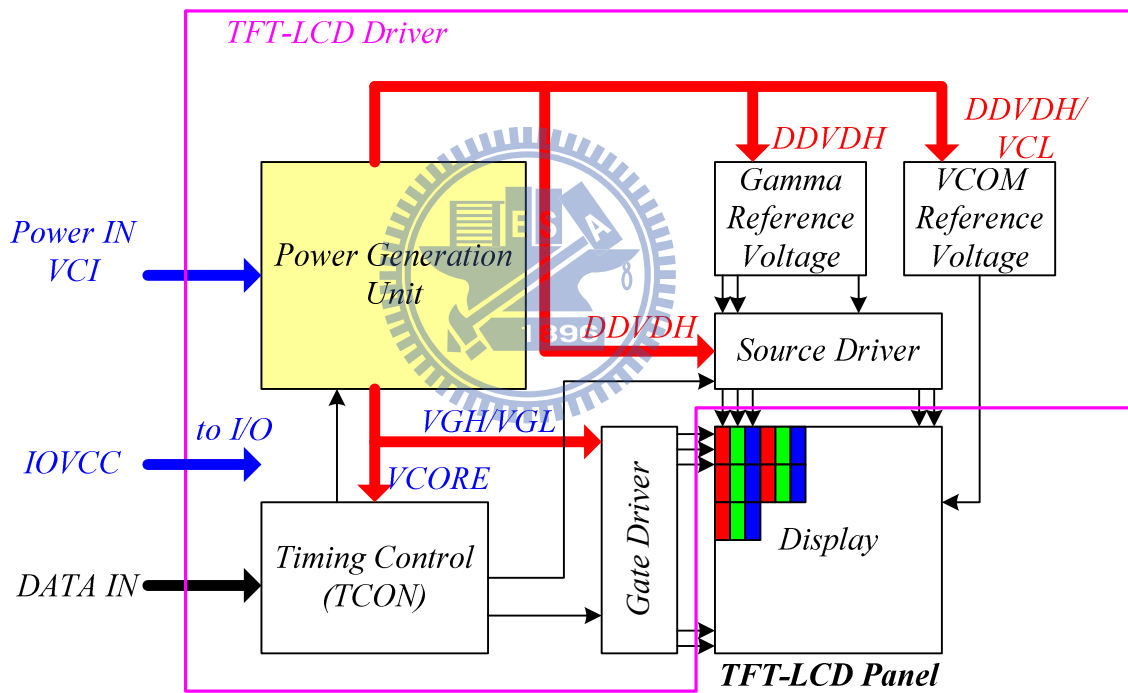 TFT-LCD Driver
DDVDH/
VCL
DDVDH
Gamma
Reference
Voltage
VCOM
Reference
Voltage
Power IN
VCI
Power Generation
Unit
E S A
1896
DDVDH
Source Driver
to I/O
VGH/VGL
IOVCC
VCORE
Timing Control
(TCON)
DATA IN
Gate Driver
Display
TFT-LCD Panel